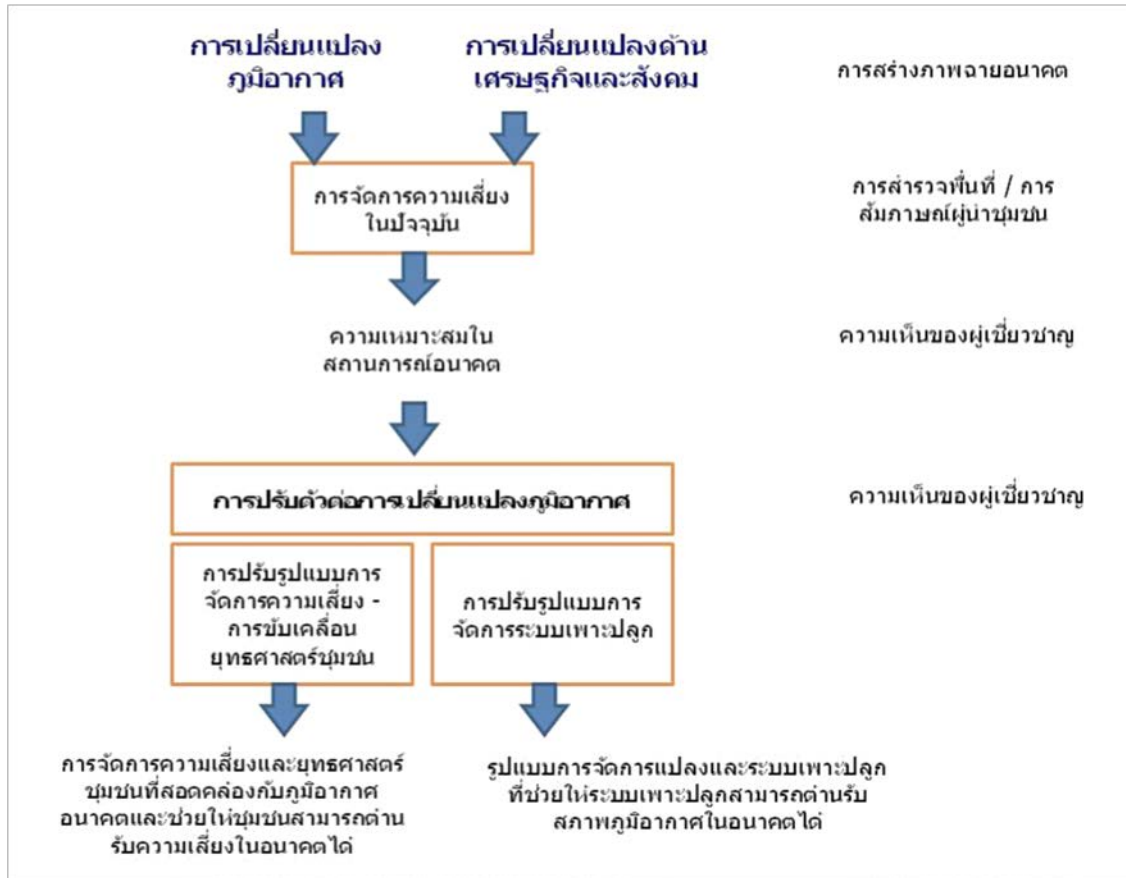 การเปลี่ยนแปลง
ภูมิอากาศ
การเปลี่ยนแปลงด้าน
เศรษฐกิจและสังคม
การสร้างภาพฉายอนาคต
การจัดการความเสี่ยง
ในปัจจุบัน
การสำรวจพื้นที่ / การ
สัมภาษณ์ผู้นำชุมชน
ความเหมาะสมใน
สถานการณ์อนาคต
ความเห็นของผู้เชี่ยวชาญ
การปรับตัวต่อการเปลี่ยนแปลงภูมิอากาศ
ความเห็นของผู้เชี่ยวชาญ
การปรับรูปแบบการ
จัดการความเสี่ยง -
การขับเคลื่อน
ยุทธศาสตร์ชุมชน
การปรับรูปแบบการ
จัดการระบบเพาะปลูก
การจัดการความเสี่ยงและยุทธศาสตร์
ชุมชนที่สอดคล้องกับภูมิอากาศ
อนาคตและช่วยให้ชุมชนสามารถต้าน
รับความเสี่ยงในอนาคตได้
รูปแบบการจัดการแปลงและระบบเพาะปลูก
ที่ช่วยให้ระบบเพาะปลูกสามารถต้านรับ
สภาพภูมิอากาศในอนาคตได้